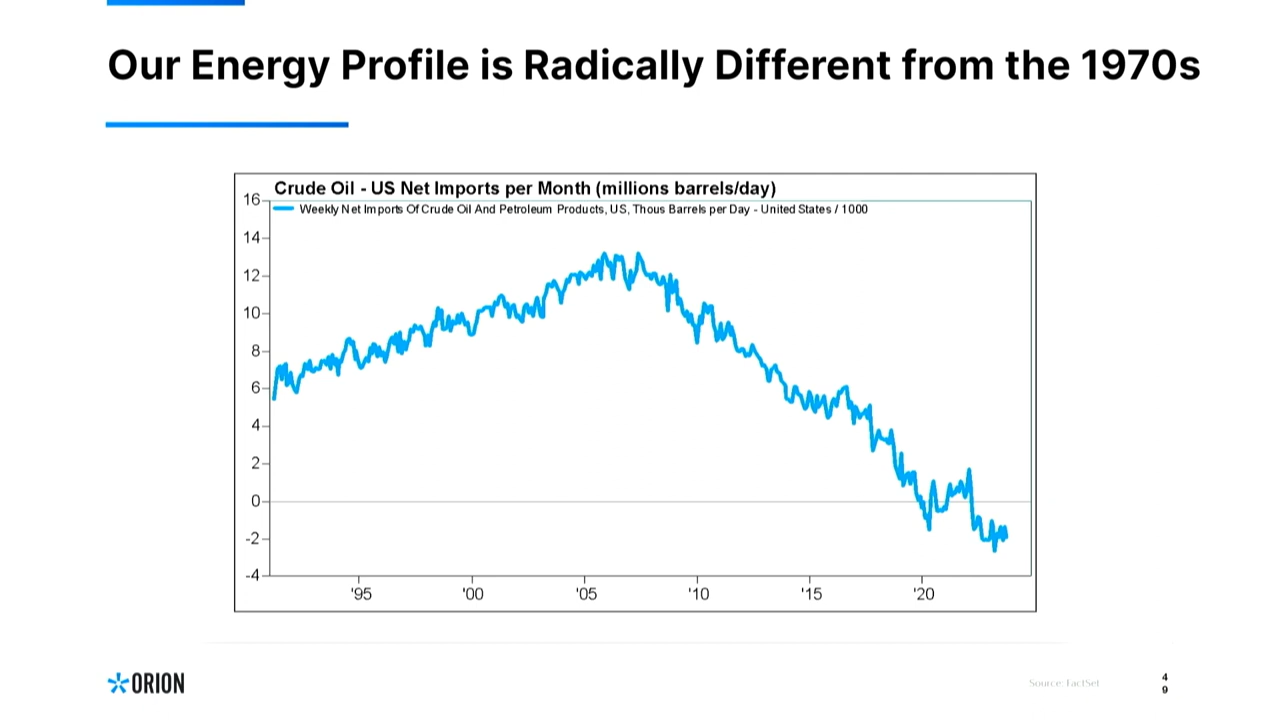 Our Energy Profile is Radically Different from the 1970s
Crude Oil - US Net Imports per Month (millions barrels/day)
Weekly Net Imports Of Crude Oil And Petroleum Products, US, Thous Barrels per Day - United States / 1000
16
14
12
10
8
6
4
2
0
-2
-4
'95 '00 '05 '10 '15 '20
ORION
Source: FactSet
4
9